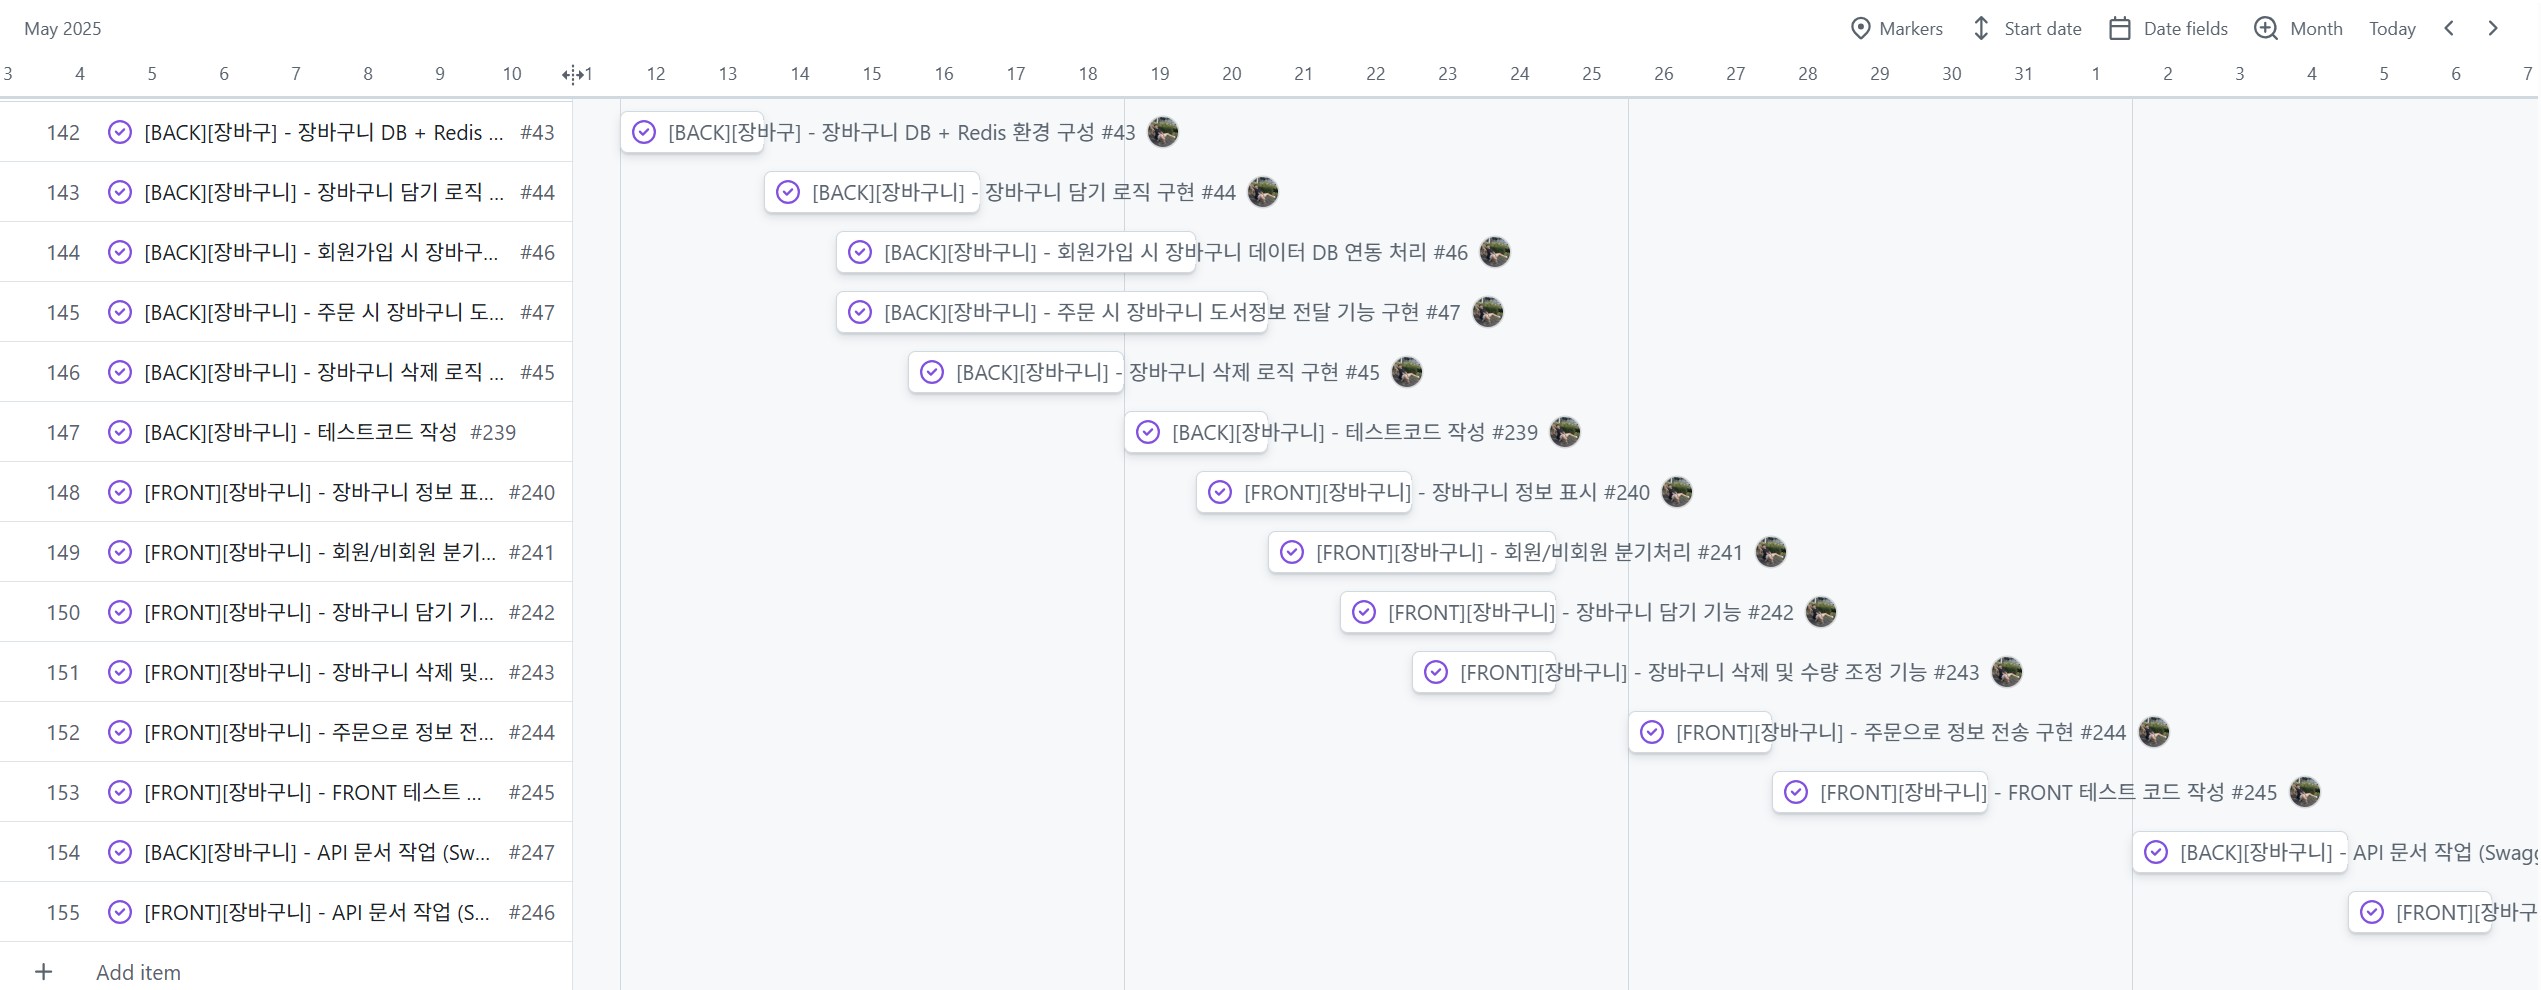 May 2025 Markers Start date Date fields Month Today
3 4 5 6 7 8 9 10 1 12 13 14 15 16 17 18 19 20 21 22 23 24 25 26 27 28 29 30 31 1 2 3 4 5 6 7
142 [BACK][장바구] - 장바구니 DB + Redis ... #43 [BACK][장바구] - 장바구니 DB + Redis 환경 구성 #43
143 [BACK][장바구니] - 장바구니 담기 로직 ... #44 [BACK][장바구니] - 장바구니 담기 로직 구현 #44
144 [BACK][장바구니] - 회원가입 시 장바구... #46 [BACK][장바구니] - 회원가입 시 장바구니 데이터 DB 연동 처리 #46
145 [BACK][장바구니] - 주문 시 장바구니 도... #47 [BACK][장바구니] - 주문 시 장바구니 도서정보 전달 기능 구현 #47
146 [BACK][장바구니] - 장바구니 삭제 로직 ... #45 [BACK][장바구니] - 장바구니 삭제 로직 구현 #45
147 [BACK][장바구니] - 테스트코드 작성 #239 [BACK][장바구니] - 테스트코드 작성 #239
148 [FRONT][장바구니] - 장바구니 정보 표... #240 [FRONT][장바구니] - 장바구니 정보 표시 #240
149 [FRONT][장바구니] - 회원/비회원 분기... #241 [FRONT][장바구니] - 회원/비회원 분기처리 #241
150 [FRONT][장바구니] - 장바구니 담기 기... #242 [FRONT][장바구니] - 장바구니 담기 기능 #242
151 [FRONT][장바구니] - 장바구니 삭제 및... #243 [FRONT][장바구니] - 장바구니 삭제 및 수량 조정 기능 #243
152 [FRONT][장바구니] - 주문으로 정보 전... #244 [FRONT][장바구니] - 주문으로 정보 전송 구현 #244
153 [FRONT][장바구니] - FRONT 테스트 ... #245 [FRONT][장바구니] - FRONT 테스트 코드 작성 #245
154 [BACK][장바구니] - API 문서 작업 (Sw... #247 [BACK][장바구니] - API 문서 작업 (Swag
155 [FRONT][장바구니] - API 문서 작업 (S... #246 [FRONT][장바구
Add item